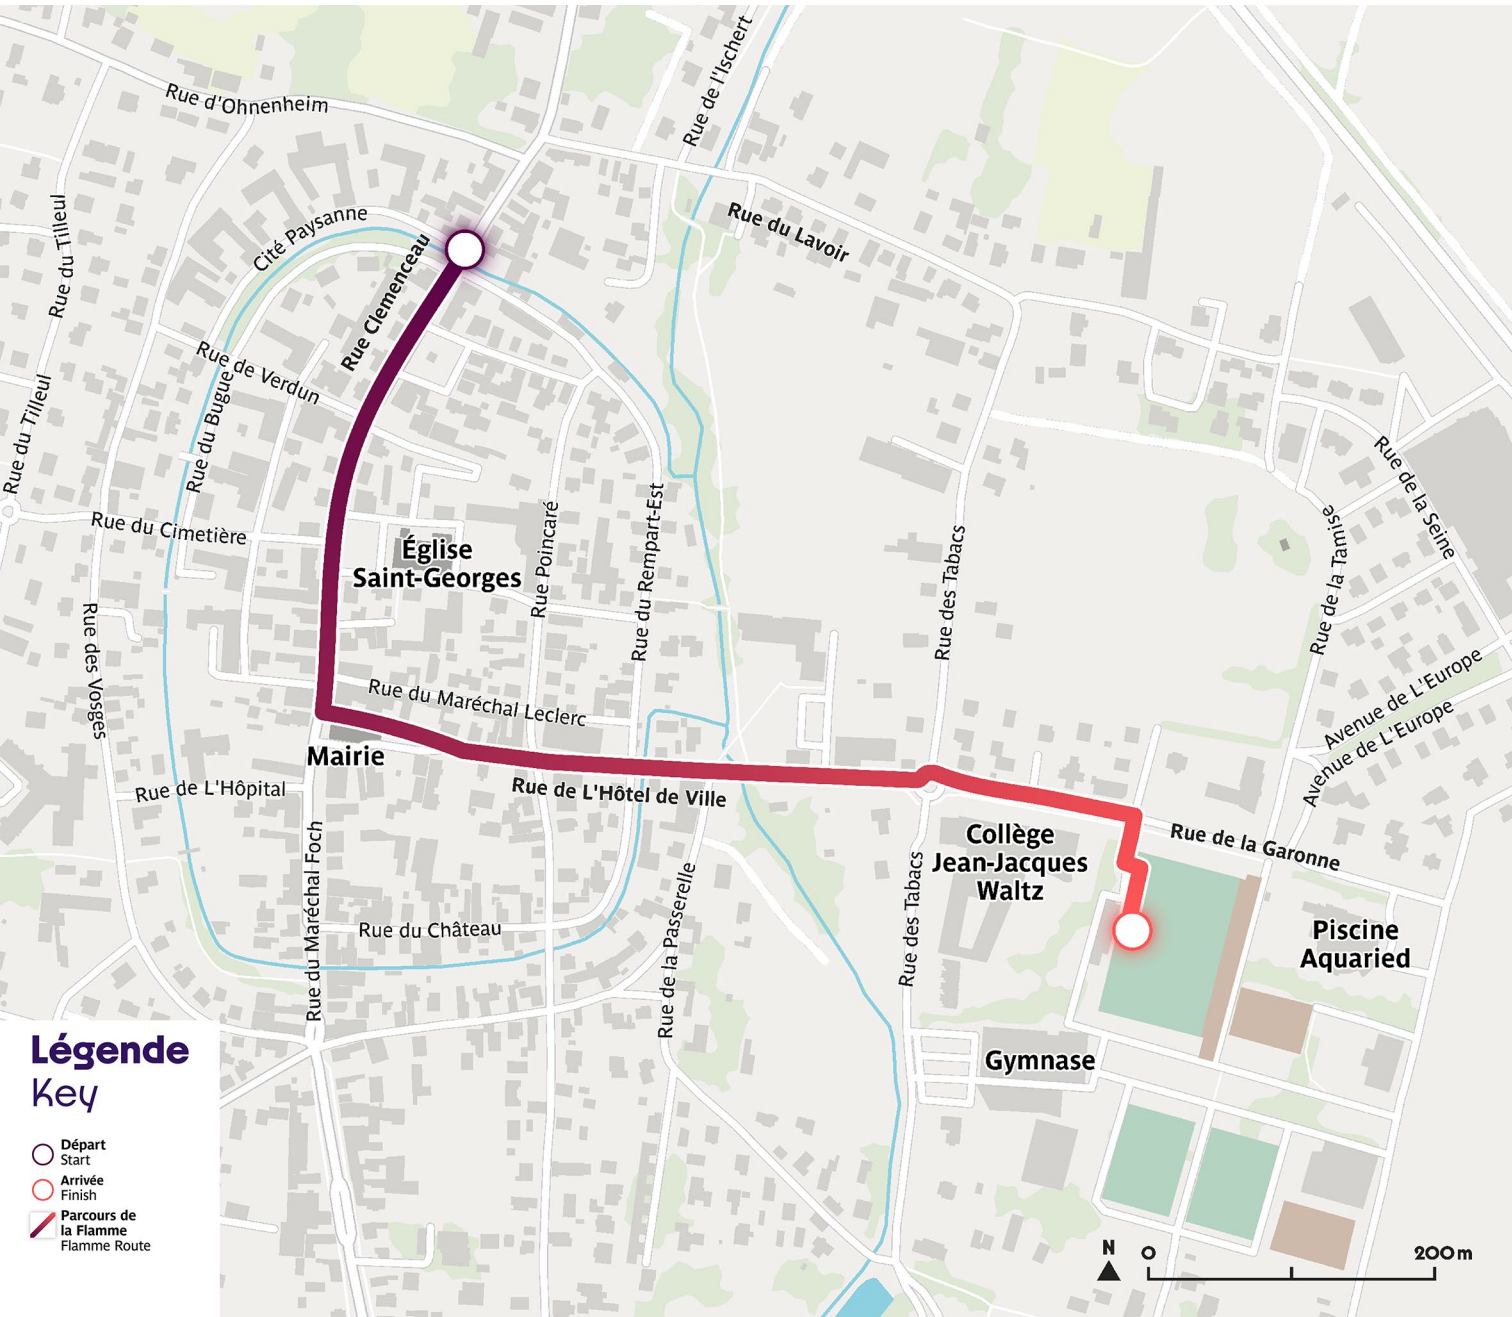 Rue de l'Ischert
Rue d'Ohnenheim
Rue du Tilleul
Cité Paysanne
Rue du Lavoir
Rue Clemenceau
Rue de Verdun
Rue du Bugue
Rue du Tilleul
Rue de la Seine
Rue du Cimetière
Église
Saint-Georges
Rue Poincaré
Rue du Rempart-Est
Rue des Tabacs
Rue de la Tamise
Rue des Vosges
Rue du Maréchal Leclerc
Avenue de L'Europe
Avenue de L'Europe
Mairie
Rue de L'Hôpital
Rue de L'Hôtel de Ville
Collège
Jean-Jacques
Waltz
Rue de la Garonne
Rue du Maréchal Foch
Rue du Château
Rue de la Passerelle
Rue des Tabacs
Piscine
Aquaried
Gymnase
Légende
Key
Départ
Start
Arrivée
Finish
Parcours de
la Flamme
Flamme Route
N
0
200 m